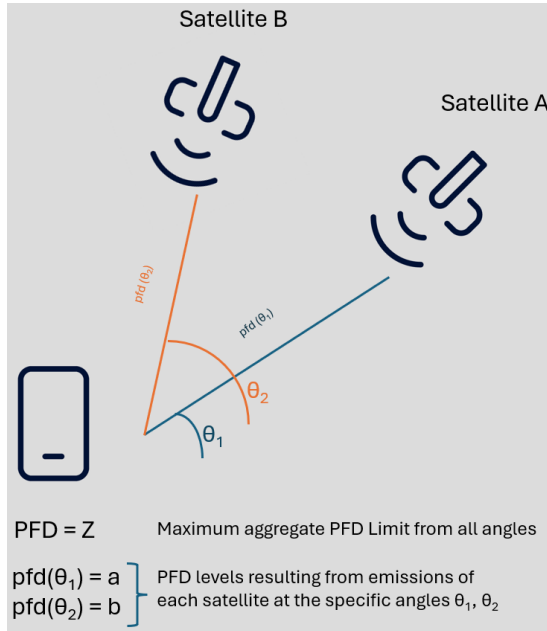 Satellite B
Satellite A
pfd(θ₂)
pfd(θ₁)
θ₂
θ₁
PFD = Z
Maximum aggregate PFD Limit from all angles
pfd(θ₁) = a
pfd(θ₂) = b
PFD levels resulting from emissions of
each satellite at the specific angles θ₁, θ₂